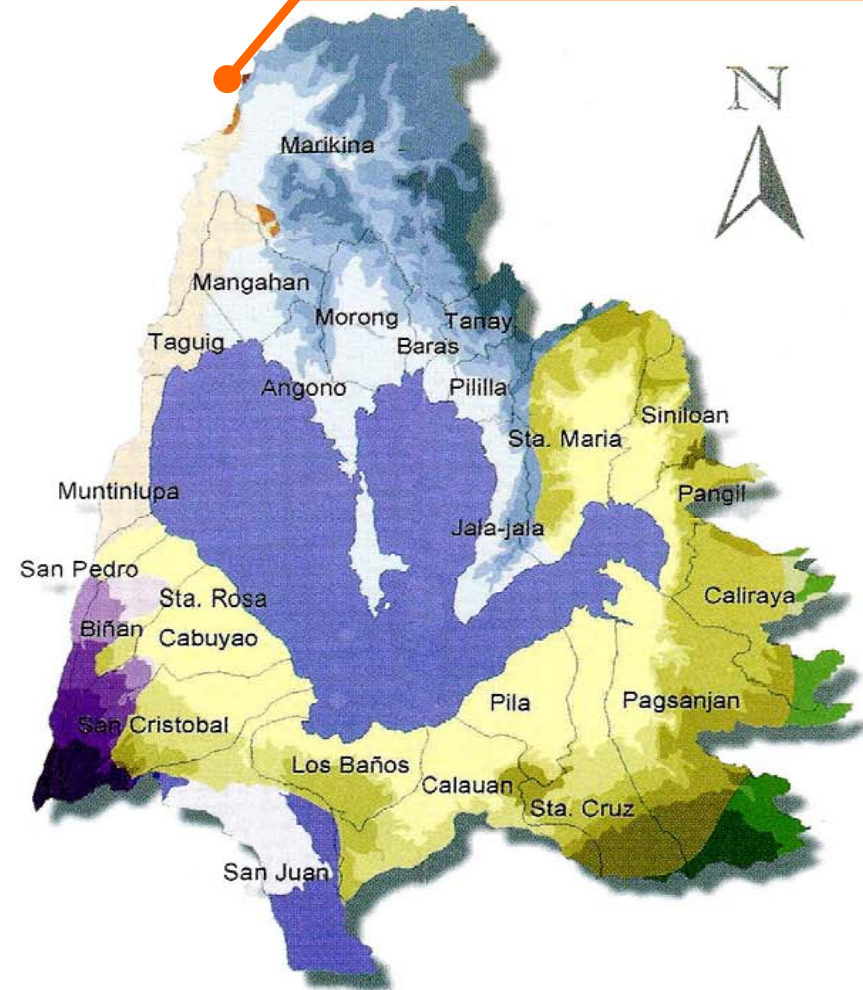 N
Marikina
Mangahan
Morong
Tanay
Taguig
Baras
Angono
Pililla
Siniloan
Sta. Maria
Muntinlupa
Pangil
Jala-jala
San Pedro
Sta. Rosa
Caliraya
Biñan
Cabuyao
Pila
Pagsanjan
San Cristobal
Los Baños
Calauan
Sta. Cruz
San Juan